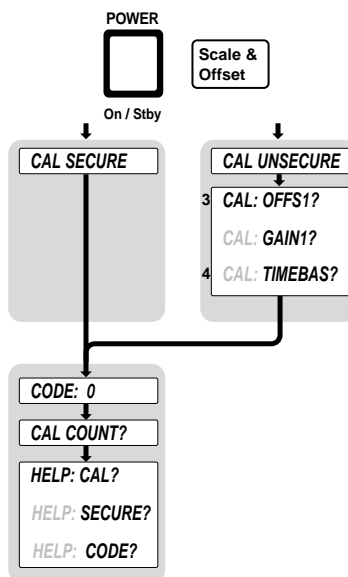 POWER
Scale &
Offset
On / Stby
CAL SECURE
CAL UNSECURE
3 CAL: OFFS1?
CAL: GAIN1?
4 CAL: TIMEBAS?
CODE: 0
CAL COUNT?
HELP: CAL?
HELP: SECURE?
HELP: CODE?